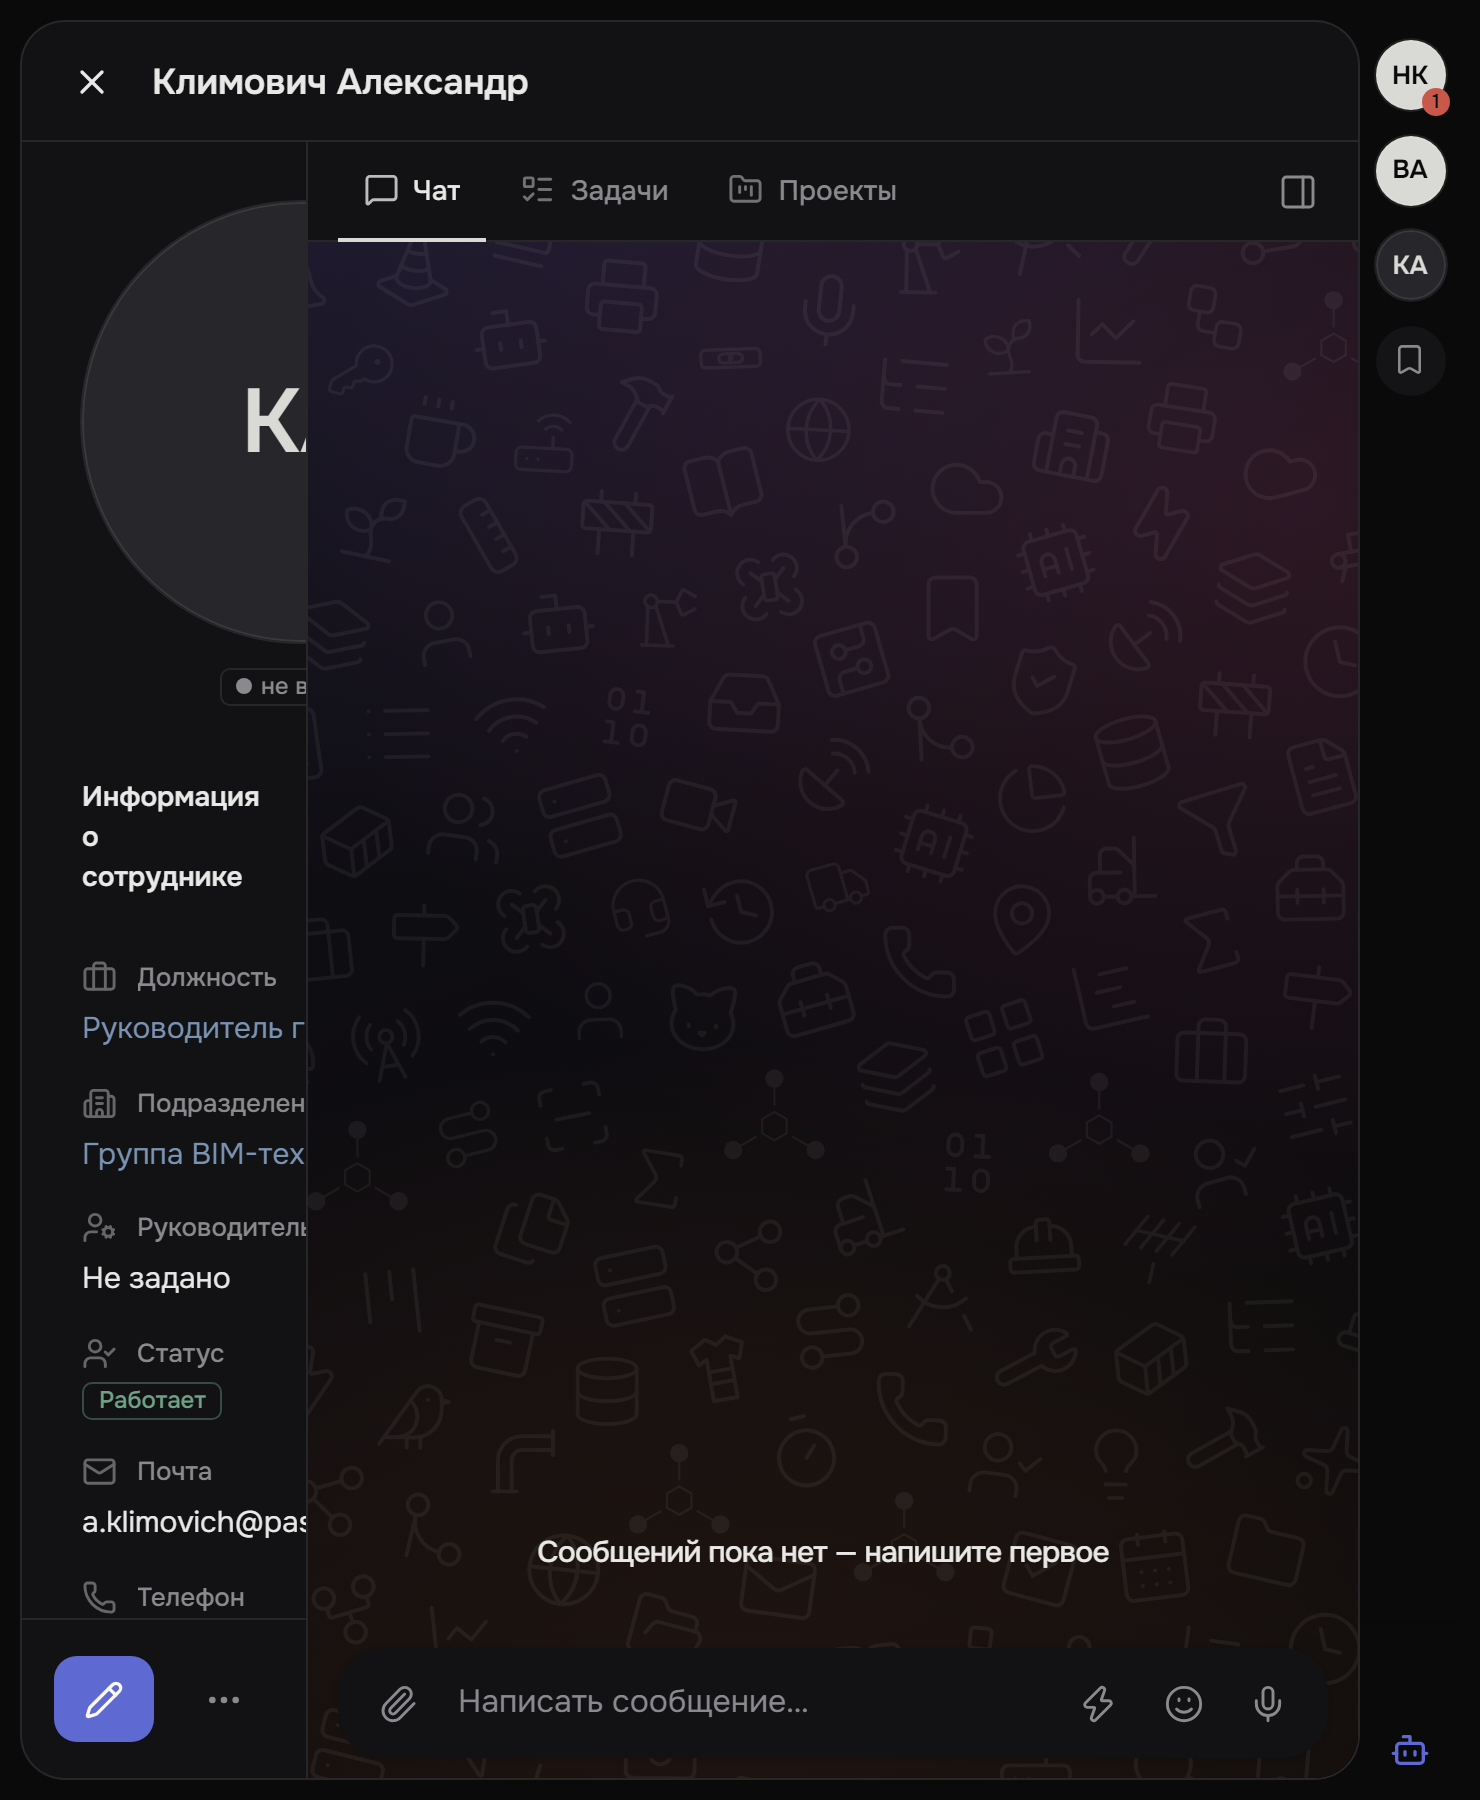 Климович Александр
НК
1
ВА
КА
Чат
Задачи
Проекты
не в
Информация
о
сотруднике
Должность
Руководитель г
Подразделен
Группа BIM-тех
Руководитель
Не задано
Статус
Работает
Почта
a.klimovich@pas
Телефон
Сообщений пока нет — напишите первое
Написать сообщение...